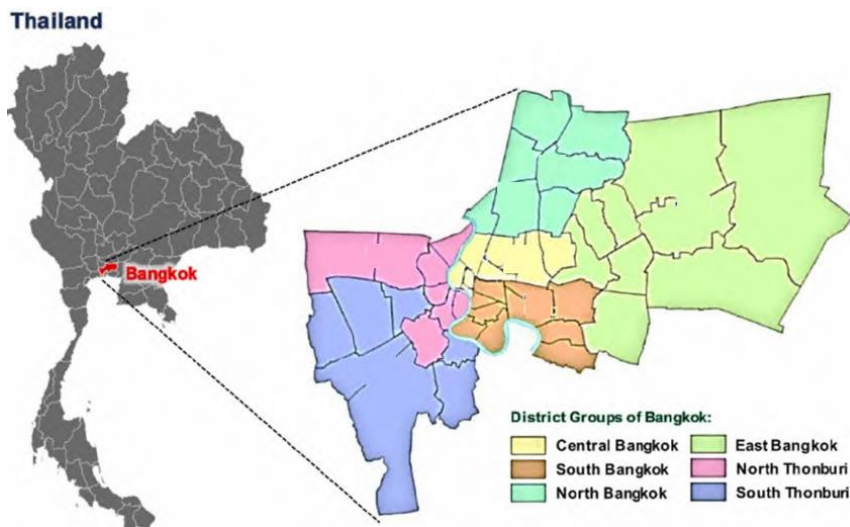 Thailand
Bangkok
District Groups of Bangkok:
Central Bangkok
East Bangkok
South Bangkok
North Thonburi
North Bangkok
South Thonburi